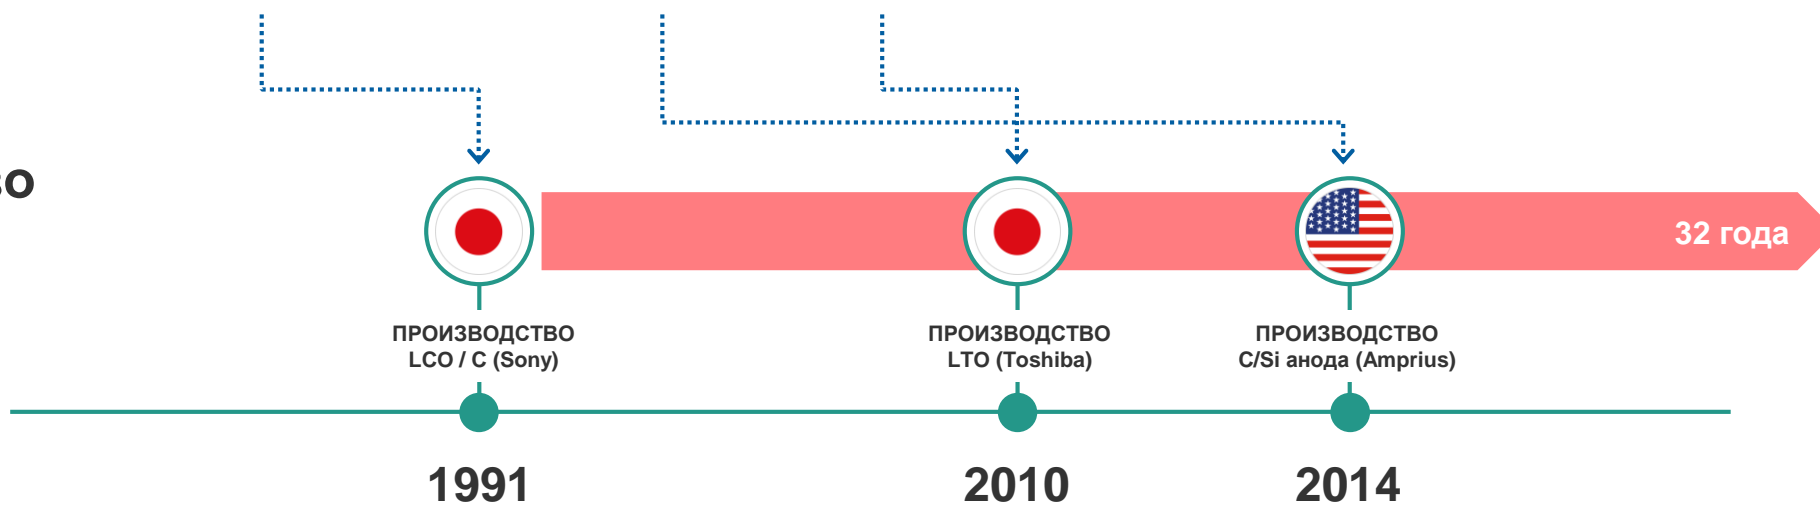 32 года
ПРОИЗВОДСТВО
LCO / C (Sony)
ПРОИЗВОДСТВО
LTO (Toshiba)
ПРОИЗВОДСТВО
C/Si анода (Amprius)
1991
2010
2014